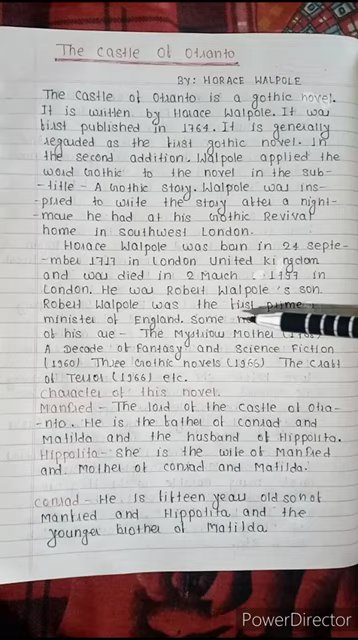 The Castle Of Otranto
BY: HORACE WALPOLE
The Castle of Otranto is a gothic novel.
It is written by Horace Walpole. It was
first published in 1764. It is generally
regarded as the first gothic novel. In
the second addition. Walpole applied the
word Gothic to the novel in the sub-
-title - A Gothic Story. Walpole was ins-
-pired to write the story after a night-
-mare he had at his Gothic Revival
home in southwest London.
Horace Walpole was born in 24 septe-
-mber 1717 in London United Kingdom
and was died in 2 March in
London. He was Robert Walpole's son.
Robert Walpole was the first prime
minister of England. Some
of his are - The Mystriou Mother
A Decade of Fantasy and Science Fiction
(1960) Three Gothic novels (1966) The Craft
of Terror (1966) etc.
Character of this novel.
Manfred - The lord of the castle of Otra-
-nto. He is the father of conrad and
Matilda and the husband of Hippolita.
Hippolita - She is the wife of Manfred
and Mother of conrad and Matilda.
conrad - He is fifteen year old son of
Manfred and Hippolita and the
younger brother of Matilda
PowerDirector